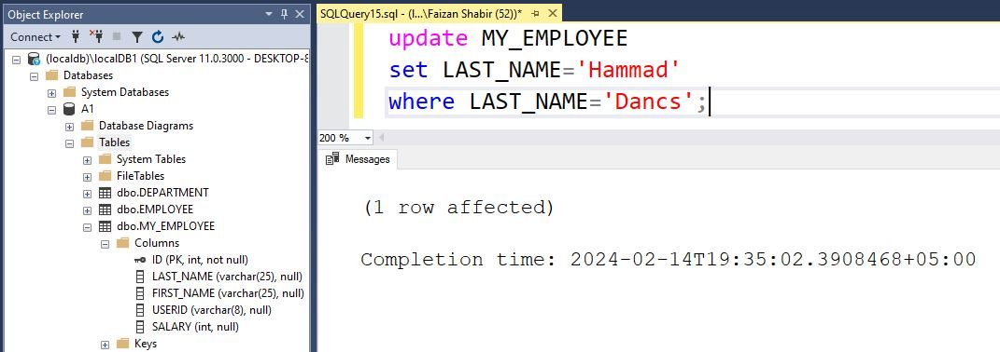 Object Explorer
Connect
(localdb)\localDB1 (SQL Server 11.0.3000 - DESKTOP-8
Databases
System Databases
A1
Database Diagrams
Tables
System Tables
FileTables
dbo.DEPARTMENT
dbo.EMPLOYEE
dbo.MY_EMPLOYEE
Columns
ID (PK, int, not null)
LAST_NAME (varchar(25), null)
FIRST_NAME (varchar(25), null)
USERID (varchar(8), null)
SALARY (int, null)
Keys
SQLQuery15.sql - (l...\Faizan Shabir (52))*
update MY_EMPLOYEE
set LAST_NAME='Hammad'
where LAST_NAME='Dancs';
200 %
Messages
(1 row affected)
Completion time: 2024-02-14T19:35:02.3908468+05:00